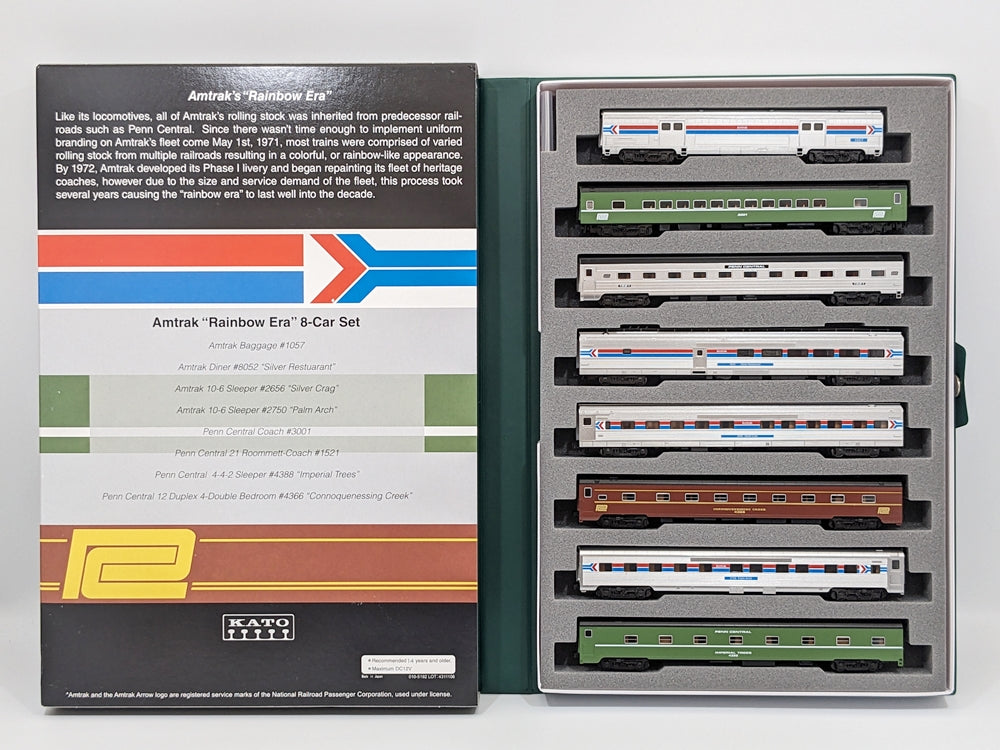 Amtrak's "Rainbow Era"
Like its locomotives, all of Amtrak's rolling stock was inherited from predecessor rail-
roads such as Penn Central. Since there wasn't time enough to implement uniform
branding on Amtrak's fleet come May 1st, 1971, most trains were comprised of varied
rolling stock from multiple railroads resulting in a colorful, or rainbow-like appearance.
By 1972, Amtrak developed its Phase I livery and began repainting its fleet of heritage
coaches, however due to the size and service demand of the fleet, this process took
several years causing the "rainbow era" to last well into the decade.
Amtrak "Rainbow Era" 8-Car Set
Amtrak Baggage #1057
Amtrak Diner #8052 "Silver Restuarant"
Amtrak 10-6 Sleeper #2656 "Silver Crag"
Amtrak 10-6 Sleeper #2750 "Palm Arch"
Penn Central Coach #3001
Penn Central 21 Roommett-Coach #1521
Penn Central 4-4-2 Sleeper #4388 "Imperial Trees"
Penn Central 12 Duplex 4-Double Bedroom #4366 "Connoquenessing Creek"
KATO
Recommended 14 years and older,
Maximum DC12V
Made in Japan 010-5192 LOT:4311108
*Amtrak and the Amtrak Arrow logo are registered service marks of the National Railroad Passenger Corporation, used under license.
PENN CENTRAL
PENN CENTRAL
IMPERIAL TREES